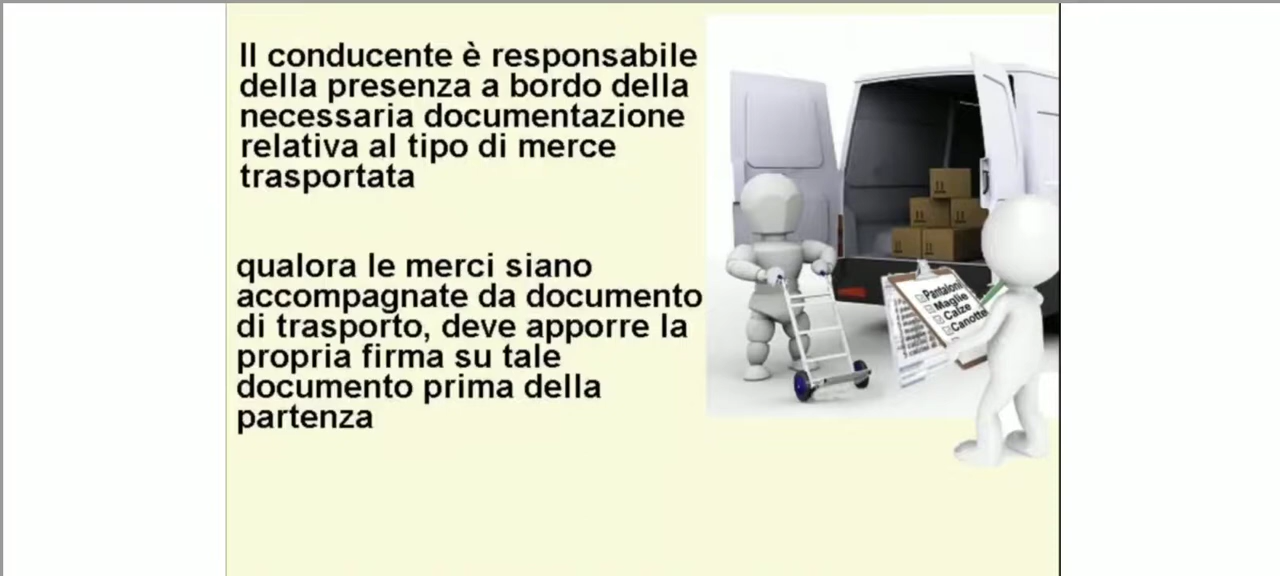 Il conducente è responsabile
della presenza a bordo della
necessaria documentazione
relativa al tipo di merce
trasportata
qualora le merci siano
accompagnate da documento
di trasporto, deve apporre la
propria firma su tale
documento prima della
partenza
Pantaloni
Maglie
Calze
Canotte